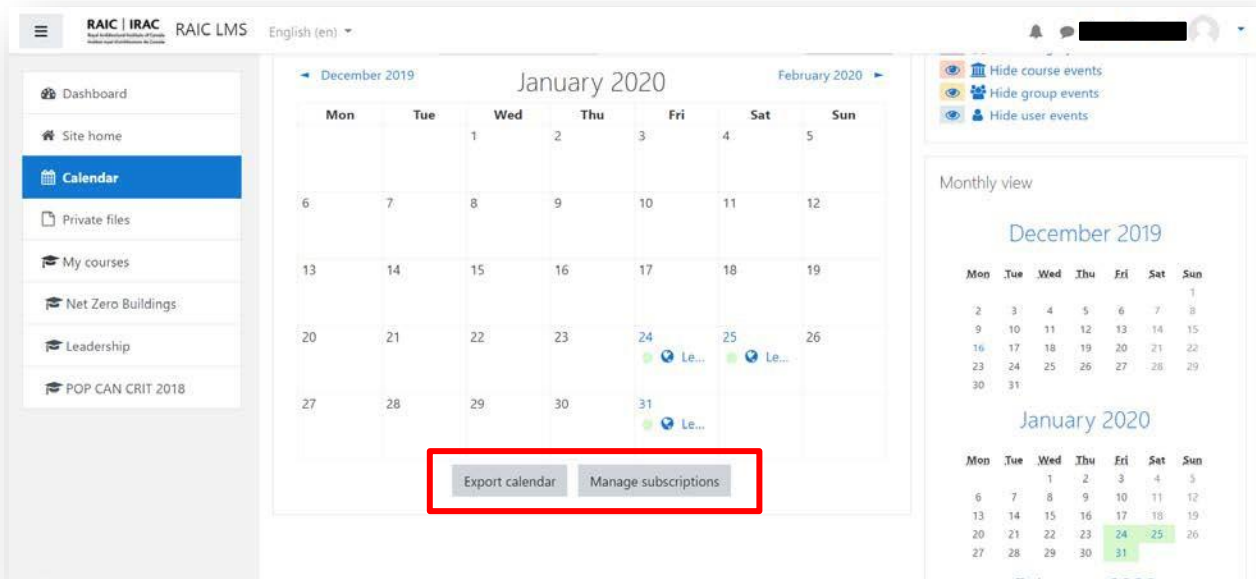 RAIC | IRAC
RAIC LMS
English (en)
Dashboard
Site home
Calendar
Private files
My courses
Net Zero Buildings
Leadership
POP CAN CRIT 2018
◄ December 2019
January 2020
February 2020 ►
Mon Tue Wed Thu Fri Sat Sun
1 2 3 4 5
6 7 8 9 10 11 12
13 14 15 16 17 18 19
20 21 22 23 24 25 26
Le... Le...
27 28 29 30 31
Le...
Export calendar Manage subscriptions
Hide course events
Hide group events
Hide user events
Monthly view
December 2019
Mon Tue Wed Thu Fri Sat Sun
1
2 3 4 5 6 7 8
9 10 11 12 13 14 15
16 17 18 19 20 21 22
23 24 25 26 27 28 29
30 31
January 2020
Mon Tue Wed Thu Fri Sat Sun
1 2 3 4 5
6 7 8 9 10 11 12
13 14 15 16 17 18 19
20 21 22 23 24 25 26
27 28 29 30 31